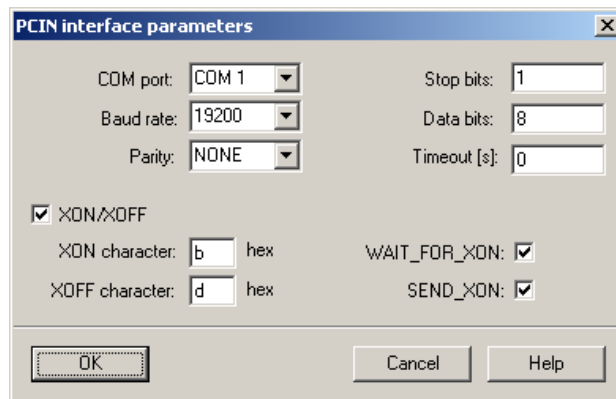 PCIN interface parameters
COM port: COM 1 Stop bits: 1
Baud rate: 19200 Data bits: 8
Parity: NONE Timeout [s]: 0
XON/XOFF
XON character: b hex WAIT_FOR_XON:
XOFF character: d hex SEND_XON:
OK Cancel Help